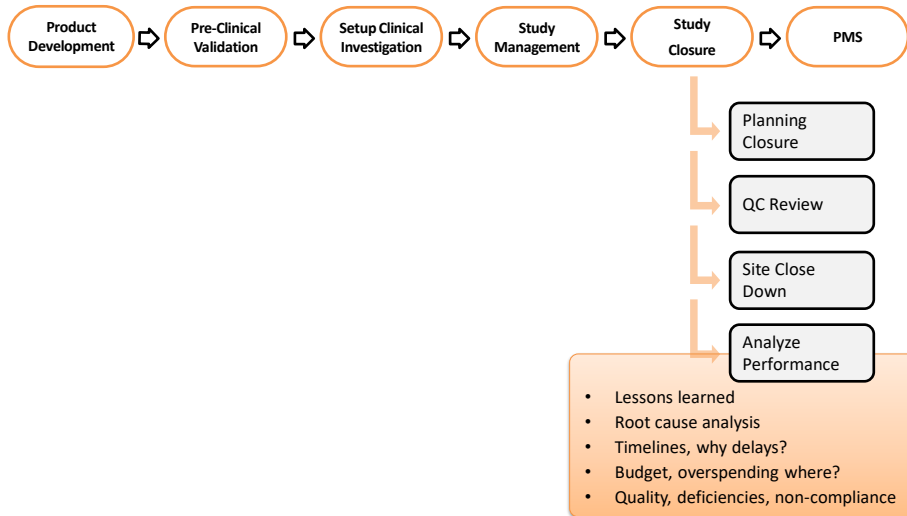 Product
Development
Pre-Clinical
Validation
Setup Clinical
Investigation
Study
Management
Study
Closure
PMS
Planning
Closure
QC Review
Site Close
Down
Analyze
Performance
• Lessons learned
• Root cause analysis
• Timelines, why delays?
• Budget, overspending where?
• Quality, deficiencies, non-compliance